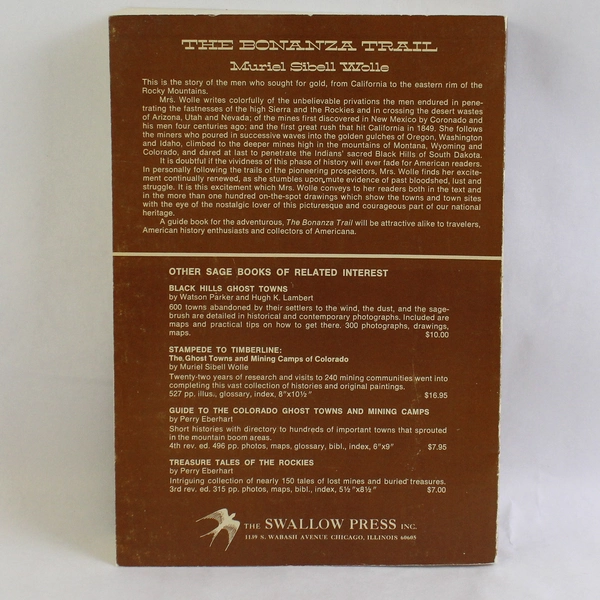 THE BONANZA TRAIL
Muriel Sibell Wolle
This is the story of the men who sought for gold, from California to the eastern rim of the
Rocky Mountains.
Mrs. Wolle writes colorfully of the unbelievable privations the men endured in pene-
trating the fastnesses of the high Sierra and the Rockies and in crossing the desert wastes
of Arizona, Utah and Nevada; of the mines first discovered in New Mexico by Coronado and
his men four centuries ago; and the first great rush that hit California in 1849. She follows
the miners who poured in successive waves into the golden gulches of Oregon, Washington
and Idaho, climbed to the deeper mines high in the mountains of Montana, Wyoming and
Colorado, and dared at last to penetrate the Indians' sacred Black Hills of South Dakota.
It is doubtful if the vividness of this phase of history will ever fade for American readers.
In personally following the trails of the pioneering prospectors, Mrs. Wolle finds her excite-
ment continually renewed, as she stumbles upon mute evidence of past bloodshed, lust and
struggle. It is this excitement which Mrs. Wolle conveys to her readers both in the text and
in the more than one hundred on-the-spot drawings which show the towns and town sites
with the eye of the nostalgic lover of this picturesque and courageous part of our national
heritage.
A guide book for the adventurous, The Bonanza Trail will be attractive alike to travelers,
American history enthusiasts and collectors of Americana.
OTHER SAGE BOOKS OF RELATED INTEREST
BLACK HILLS GHOST TOWNS
by Watson Parker and Hugh K. Lambert
600 towns abandoned by their settlers to the wind, the dust, and the sage-
brush are detailed in historical and contemporary photographs. Included are
maps and practical tips on how to get there. 300 photographs, drawings,
maps. $10.00
STAMPEDE TO TIMBERLINE:
The Ghost Towns and Mining Camps of Colorado
by Muriel Sibell Wolle
Twenty-two years of research and visits to 240 mining communities went into
completing this vast collection of histories and original paintings.
527 pp. illus., glossary, index, 8"x10½" $16.95
GUIDE TO THE COLORADO GHOST TOWNS AND MINING CAMPS
by Perry Eberhart
Short histories with directory to hundreds of important towns that sprouted
in the mountain boom areas.
4th rev. ed. 496 pp. photos, maps, glossary, bibl., index, 6"x9" $7.95
TREASURE TALES OF THE ROCKIES
by Perry Eberhart
Intriguing collection of nearly 150 tales of lost mines and buried treasures.
3rd rev. ed. 315 pp. photos, maps, bibl., index, 5½"x8½" $7.00
THE SWALLOW PRESS INC.
1139 S. WABASH AVENUE CHICAGO, ILLINOIS 60605